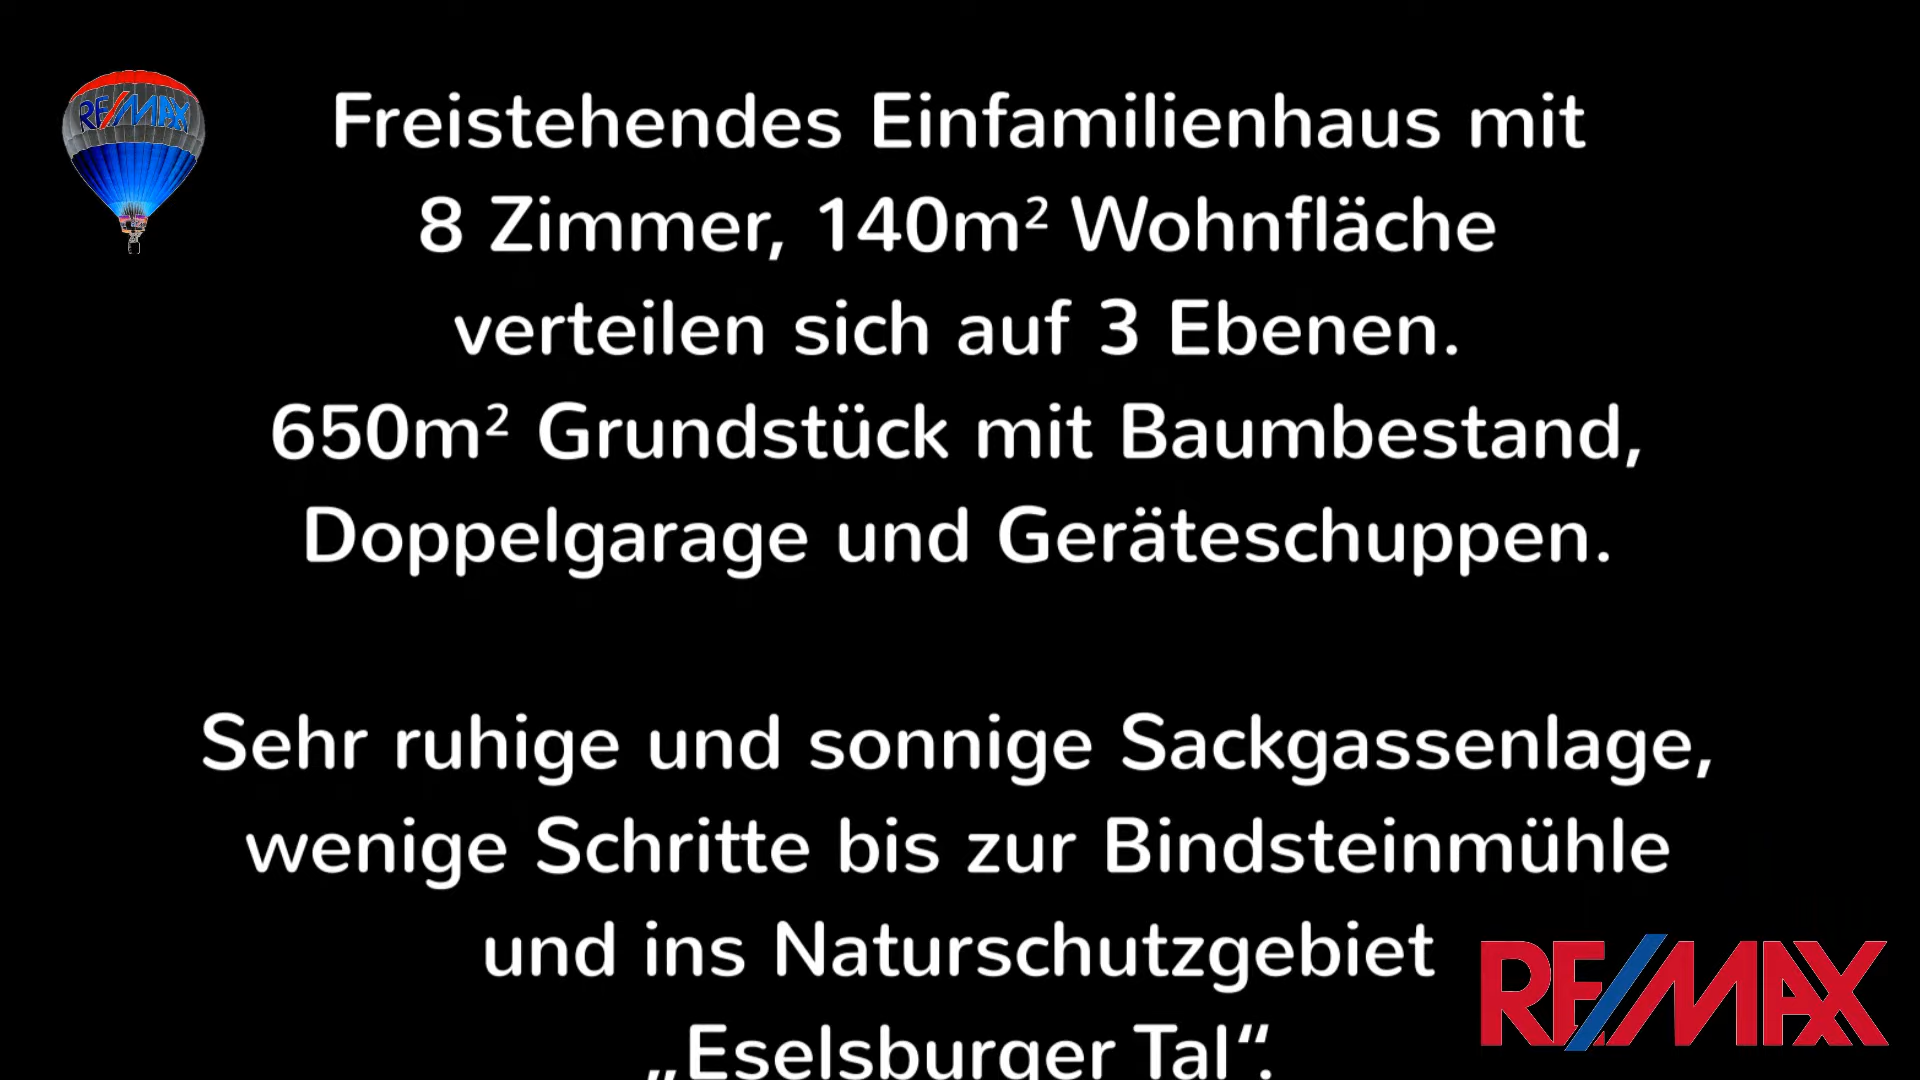 RE/MAX
Freistehendes Einfamilienhaus mit
8 Zimmer, 140m² Wohnfläche
verteilen sich auf 3 Ebenen.
650m² Grundstück mit Baumbestand,
Doppelgarage und Geräteschuppen.
Sehr ruhige und sonnige Sackgassenlage,
wenige Schritte bis zur Bindsteinmühle
und ins Naturschutzgebiet
„Eselsburger Tal“.
RE/MAX